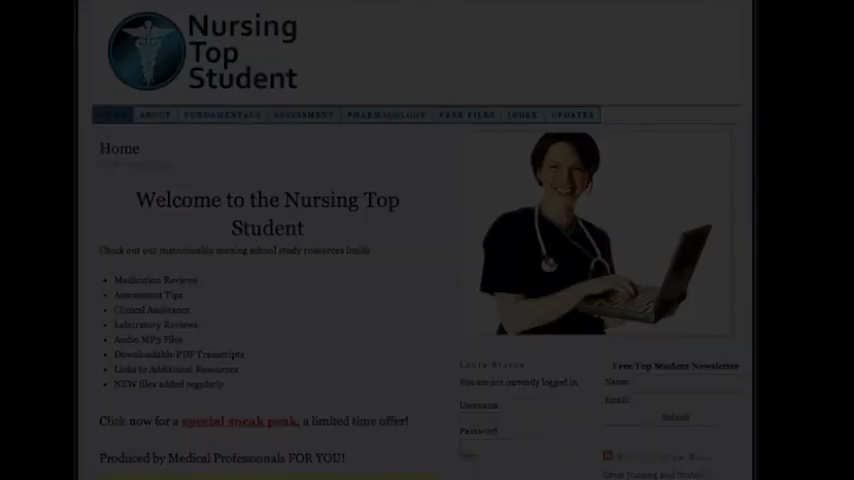 Nursing
Top
Student
ABOUT
FUNDAMENTALS
ASSESSMENT
PHARMACOLOGY
FREE FILES
INDEX
UPDATES
Home
Welcome to the Nursing Top
Student
Check out our customizable nursing school study resources inside
Medication Reviews
Assessment Tips
Clinical Assistance
Laboratory Reviews
Audio MP3 Files
Downloadable PDF Transcripts
Links to Additional Resources
NEW files added regularly
Click now for a special sneak peak, a limited time offer!
Produced by Medical Professionals FOR YOU!
Login Status
You are not currently logged in.
Username
Password
Free Top Student Newsletter
Name:
Email:
Submit